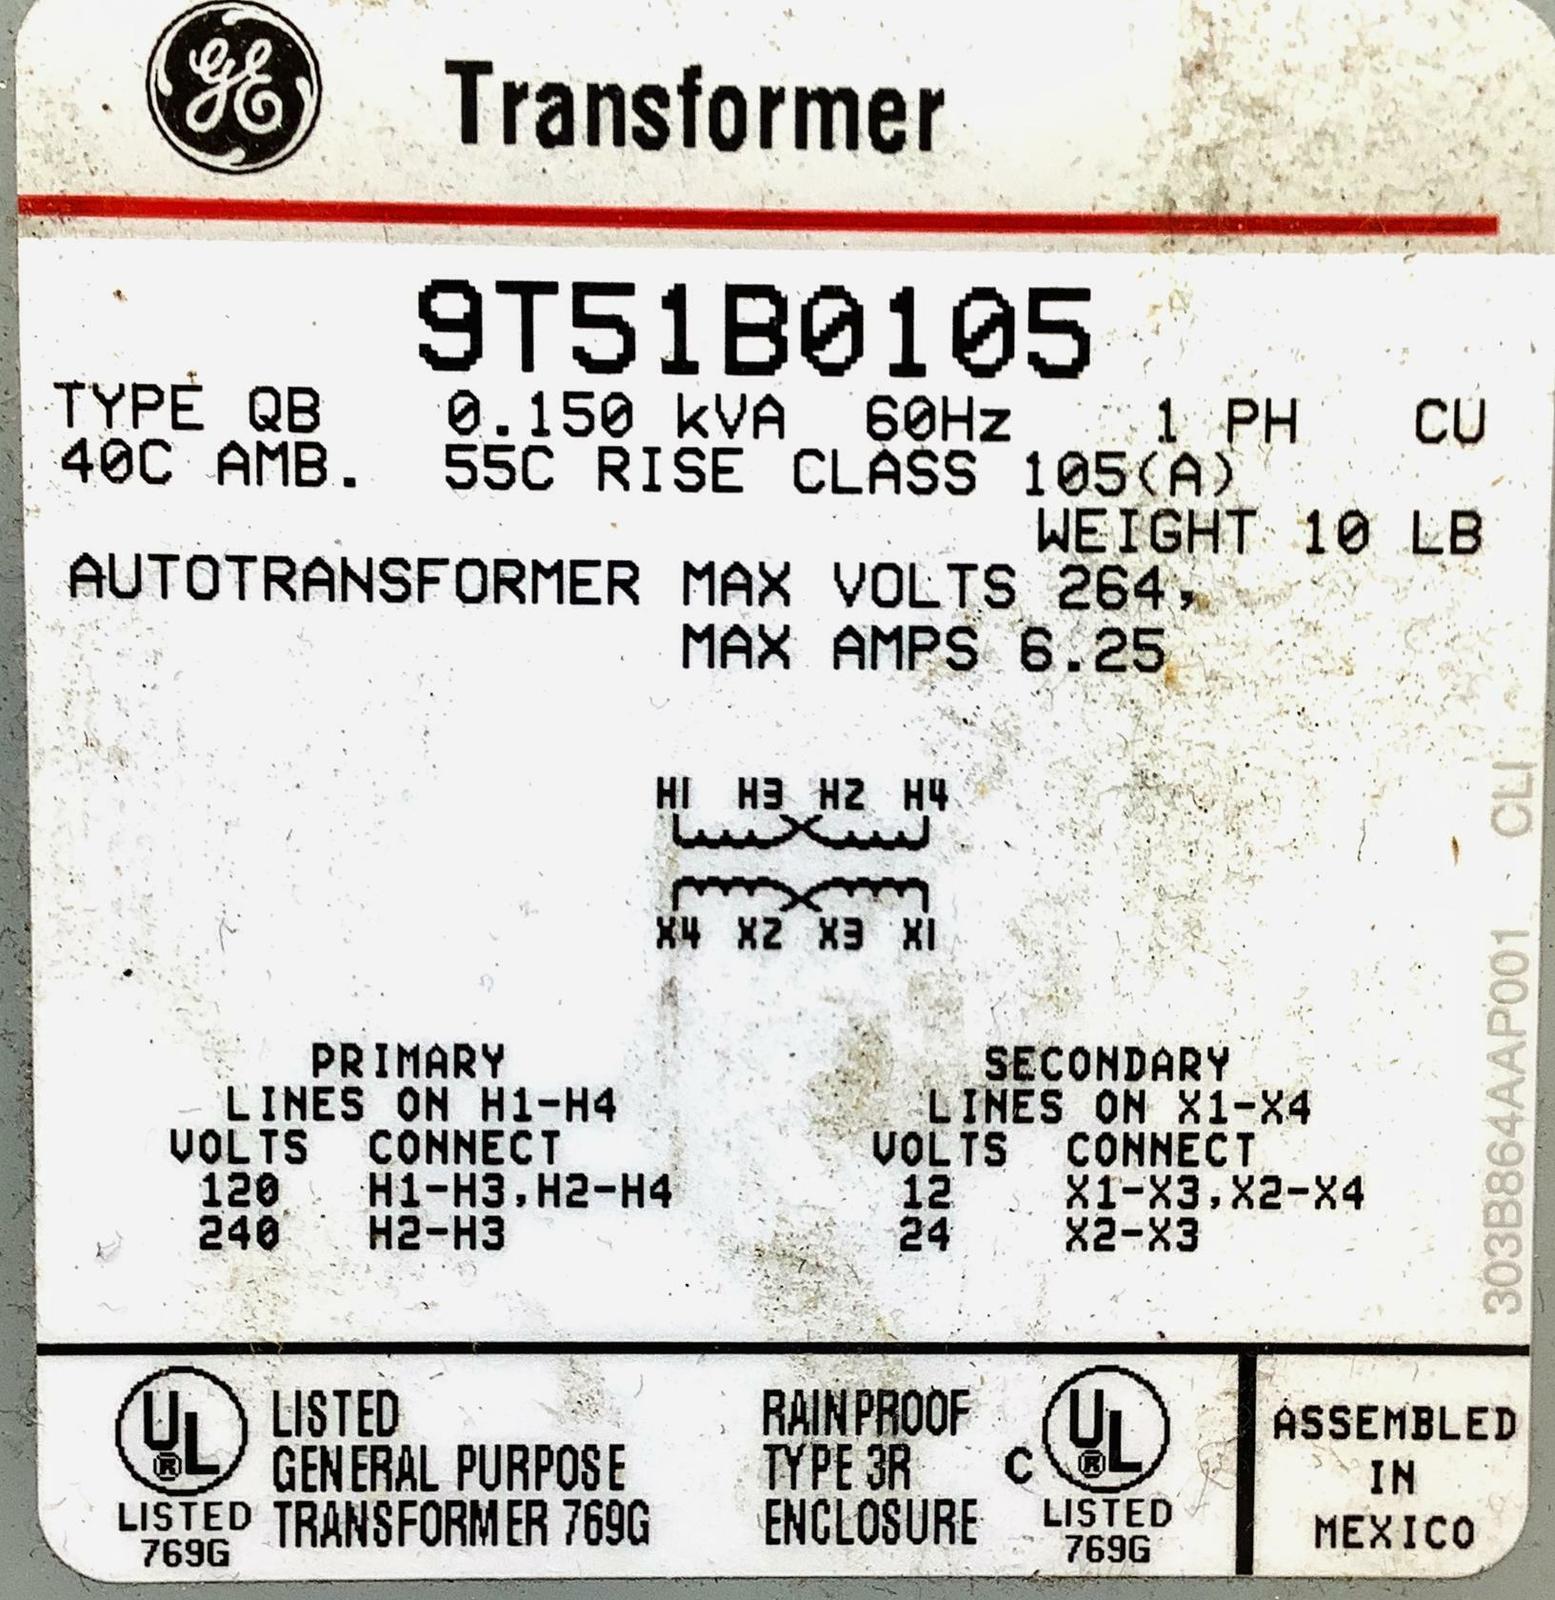 GE Transformer
9T51B0105
TYPE QB 0.150 kVA 60Hz 1 PH CU
40C AMB. 55C RISE CLASS 105(A)
WEIGHT 10 LB
AUTOTRANSFORMER MAX VOLTS 264,
MAX AMPS 6.25
H1 H3 H2 H4
X4 X2 X3 X1
PRIMARY
LINES ON H1-H4
VOLTS CONNECT
120 H1-H3,H2-H4
240 H2-H3
SECONDARY
LINES ON X1-X4
VOLTS CONNECT
12 X1-X3,X2-X4
24 X2-X3
303B864AAP001 CLI
UL®
LISTED
769G
LISTED
GENERAL PURPOSE
TRANSFORMER 769G
RAINPROOF
TYPE 3R
ENCLOSURE
C UL®
LISTED
769G
ASSEMBLED
IN
MEXICO